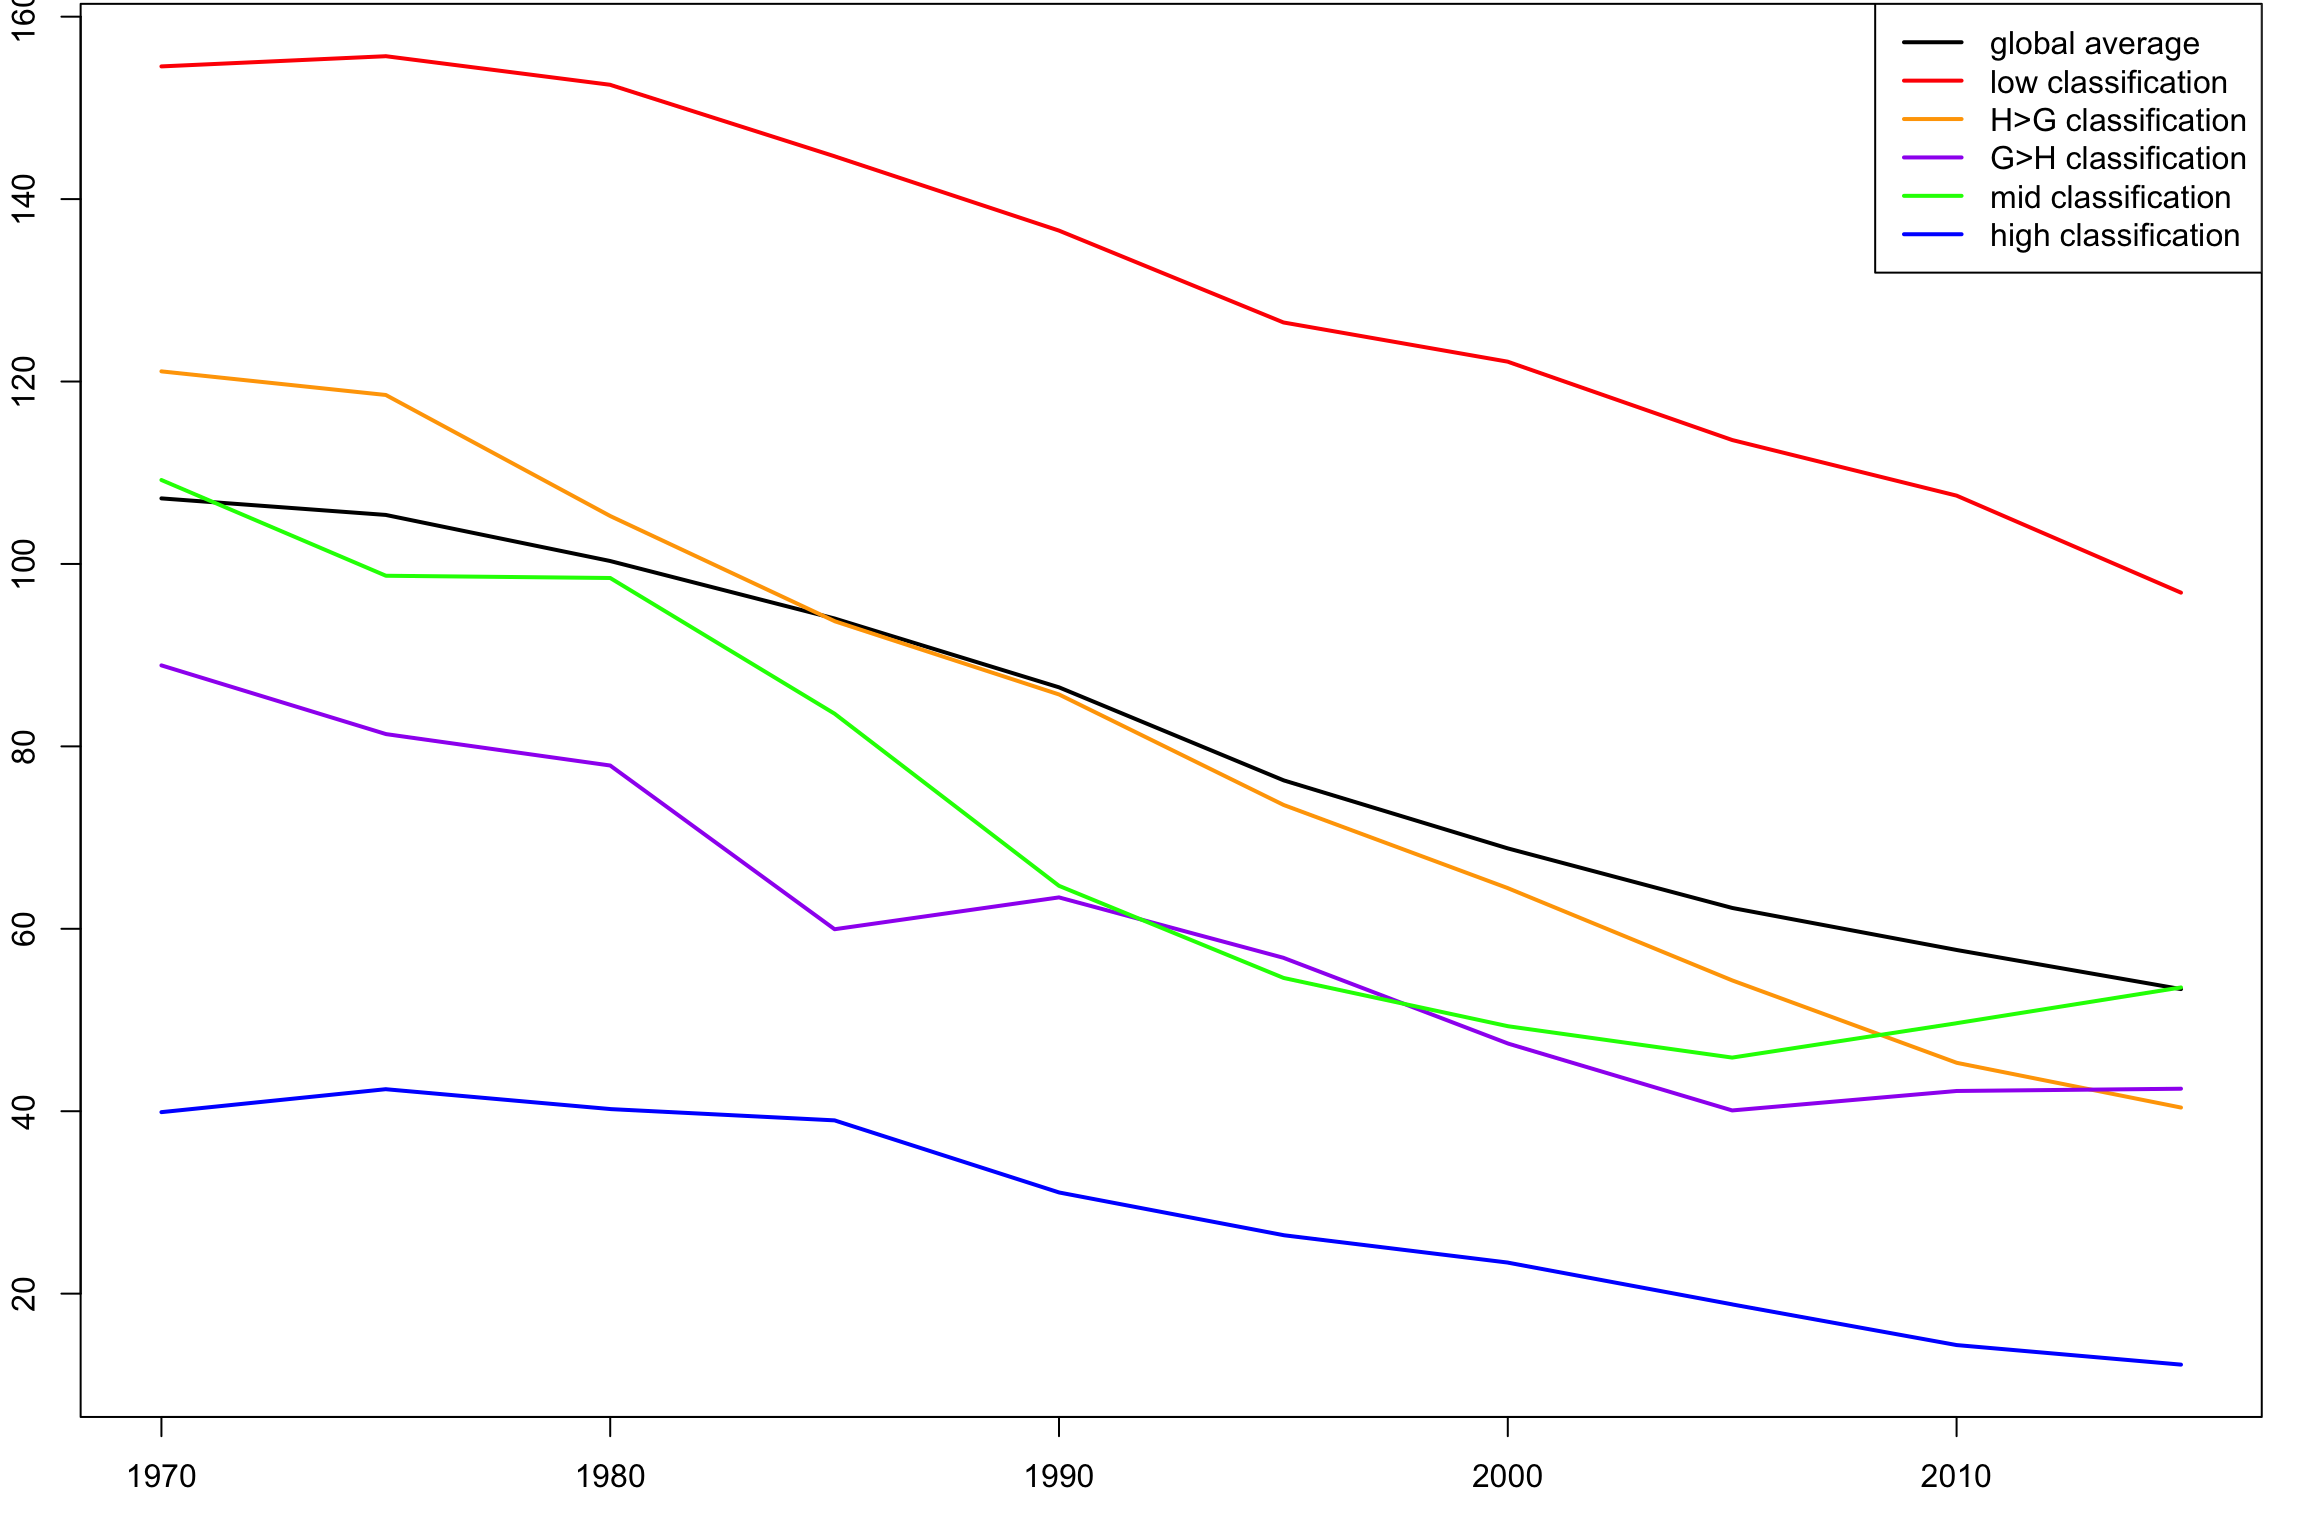 160
140
120
100
80
60
40
20
global average
low classification
H>G classification
G>H classification
mid classification
high classification
1970
1980
1990
2000
2010